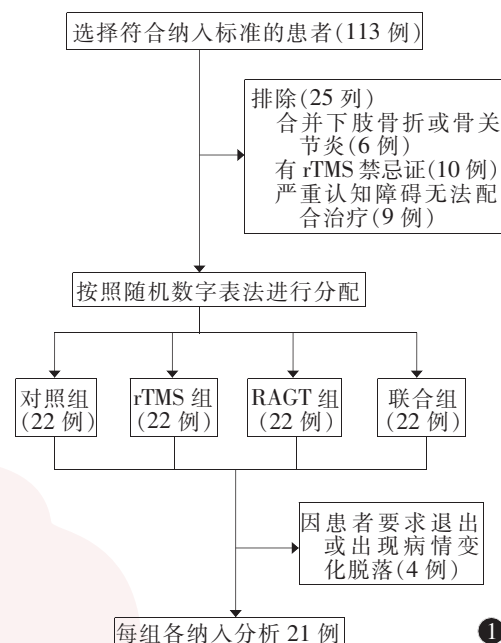 选择符合纳入标准的患者(113 例)
排除(25 列)
合并下肢骨折或骨关
节炎(6 例)
有 rTMS 禁忌证(10 例)
严重认知障碍无法配
合治疗(9 例)
按照随机数字表法进行分配
对照组
(22 例)
rTMS 组
(22 例)
RAGT 组
(22 例)
联合组
(22 例)
因患者要求退出
或出现病情变
化脱落(4 例)
每组各纳入分析 21 例
1